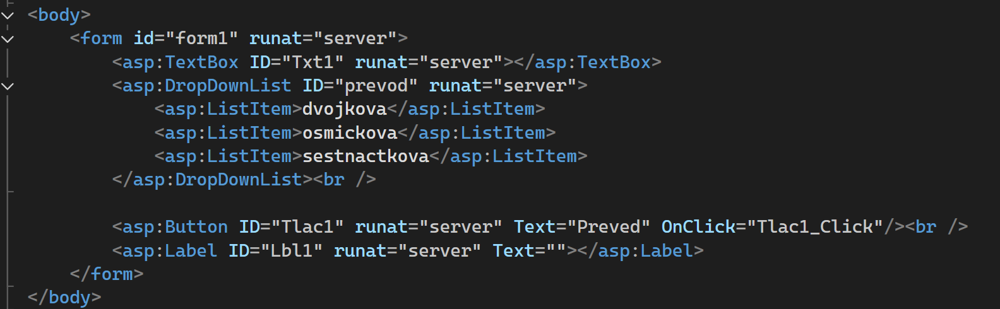 <body>
<form id="form1" runat="server">
<asp:TextBox ID="Txt1" runat="server"></asp:TextBox>
<asp:DropDownList ID="prevod" runat="server">
<asp:ListItem>dvojkova</asp:ListItem>
<asp:ListItem>osmickova</asp:ListItem>
<asp:ListItem>sestnactkova</asp:ListItem>
</asp:DropDownList><br />
<asp:Button ID="Tlac1" runat="server" Text="Preved" OnClick="Tlac1_Click"/><br />
<asp:Label ID="Lbl1" runat="server" Text=""></asp:Label>
</form>
</body>